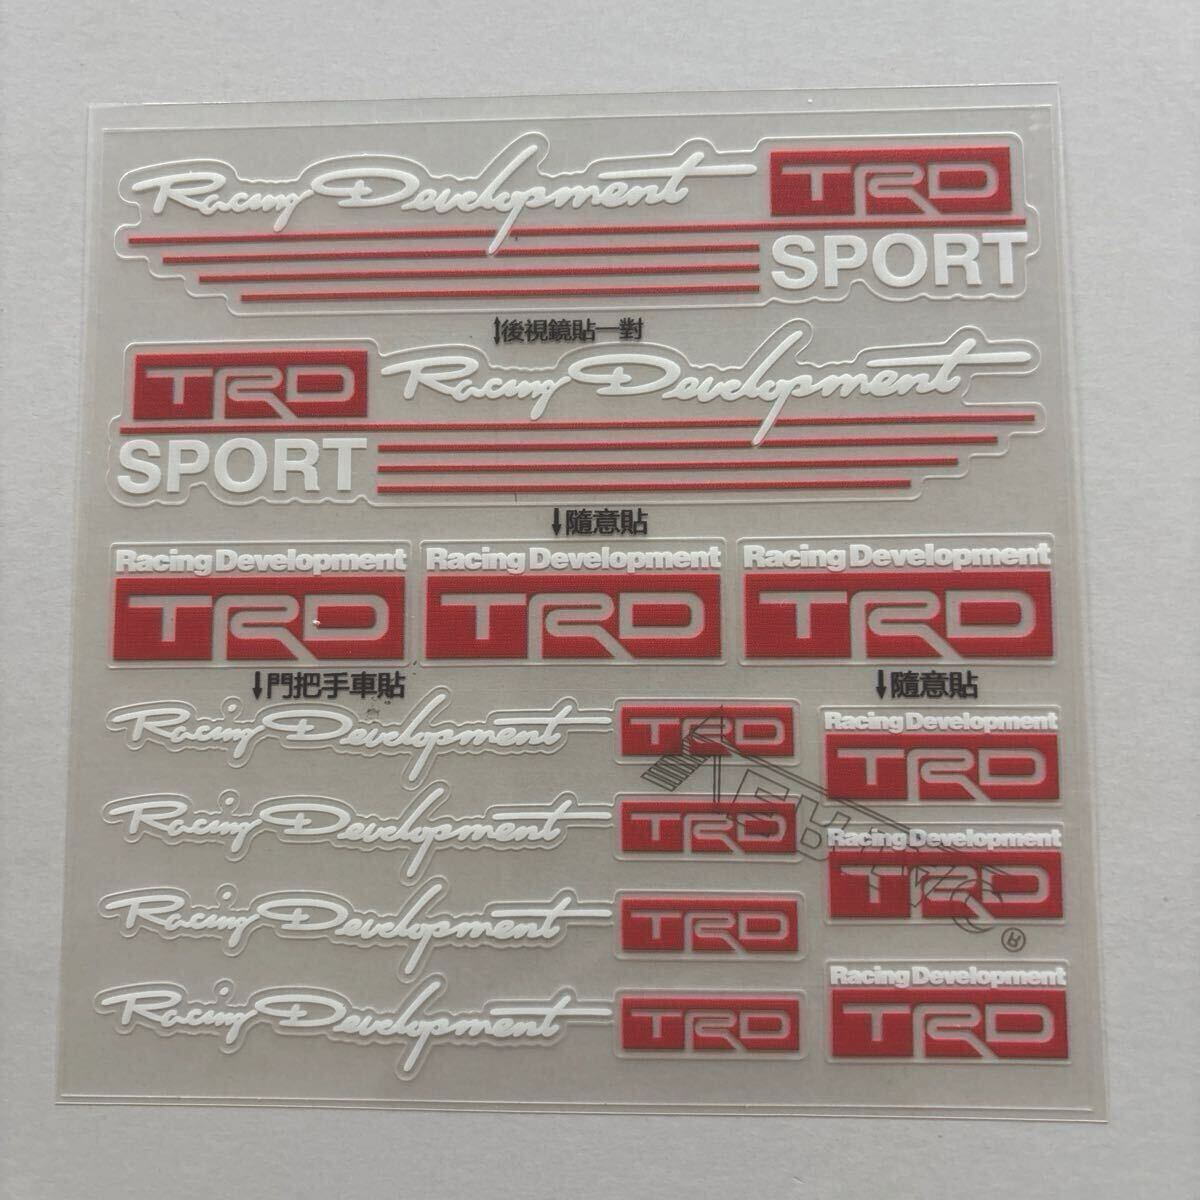 Racing Development TRD
SPORT
↕後視鏡貼一對
TRD Racing Development
SPORT
↓隨意貼
Racing Development Racing Development Racing Development
TRD TRD TRD
↓門把手車貼 ↓隨意貼
Racing Development TRD
Racing Development TRD
Racing Development TRD
Racing Development TRD
Racing Development
TRD
Racing Development
TRD
Racing Development
TRD
®